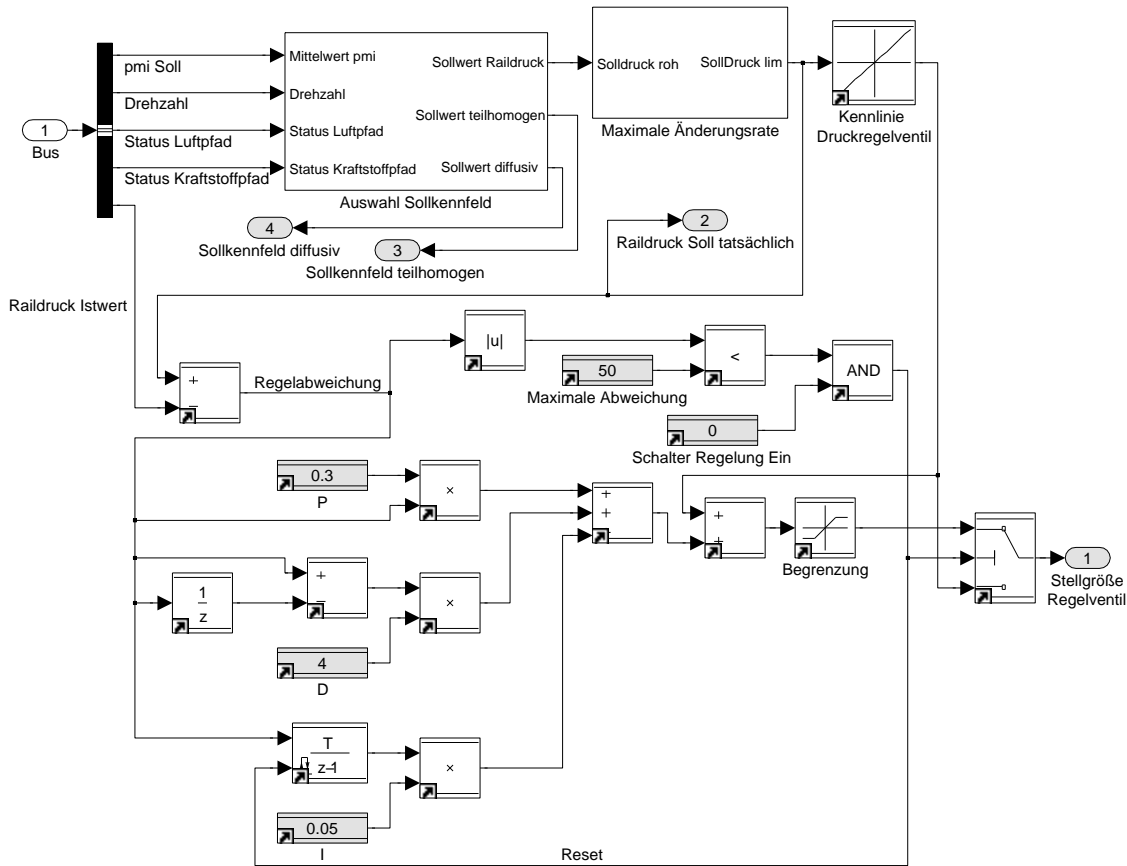 1
Bus
pmi Soll
Drehzahl
Status Luftpfad
Status Kraftstoffpfad
Mittelwert pmi
Drehzahl
Status Luftpfad
Status Kraftstoffpfad
Sollwert Raildruck
Sollwert teilhomogen
Sollwert diffusiv
Auswahl Sollkennfeld
Solldruck roh
SollDruck lim
Maximale Änderungsrate
Kennlinie
Druckregelventil
4
Sollkennfeld diffusiv
3
Sollkennfeld teilhomogen
2
Raildruck Soll tatsächlich
Raildruck Istwert
+
−
Regelabweichung
|u|
50
Maximale Abweichung
<
AND
0
Schalter Regelung Ein
0.3
P
×
+
+
+
+
Begrenzung
1
Stellgröße
Regelventil
1
z
+
−
×
4
D
T
z−1
×
0.05
I
Reset